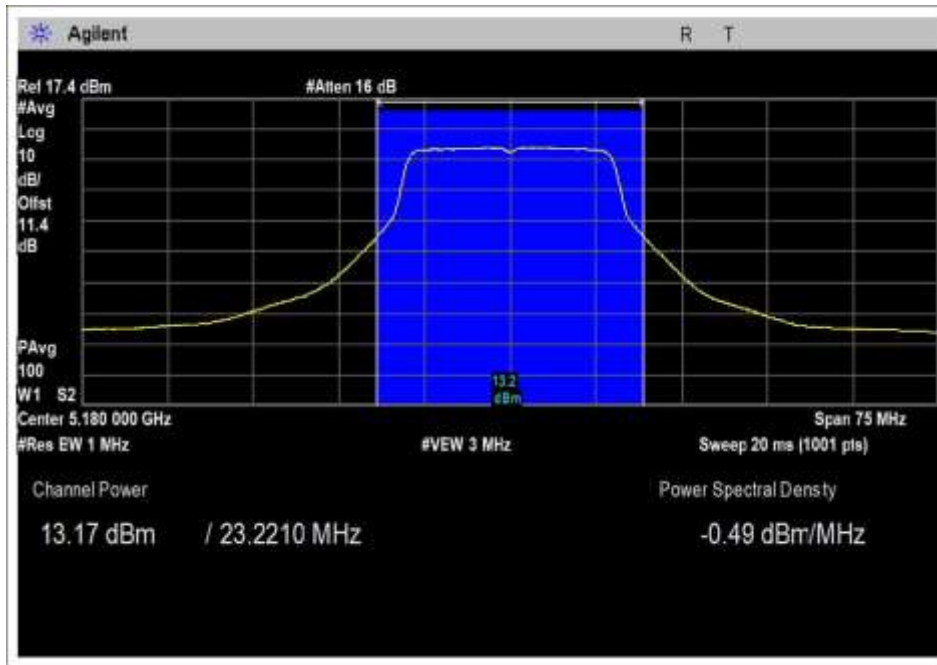 Agilent
R T
Ref 17.4 dBm #Atten 16 dB
#Avg
Log
10
dB/
Offst
11.4
dB
PAvg
100
W1 S2
13.2
dBm
Center 5.180 000 GHz Span 75 MHz
#Res BW 1 MHz #VBW 3 MHz Sweep 20 ms (1001 pts)
Channel Power Power Spectral Density
13.17 dBm / 23.2210 MHz -0.49 dBm/MHz